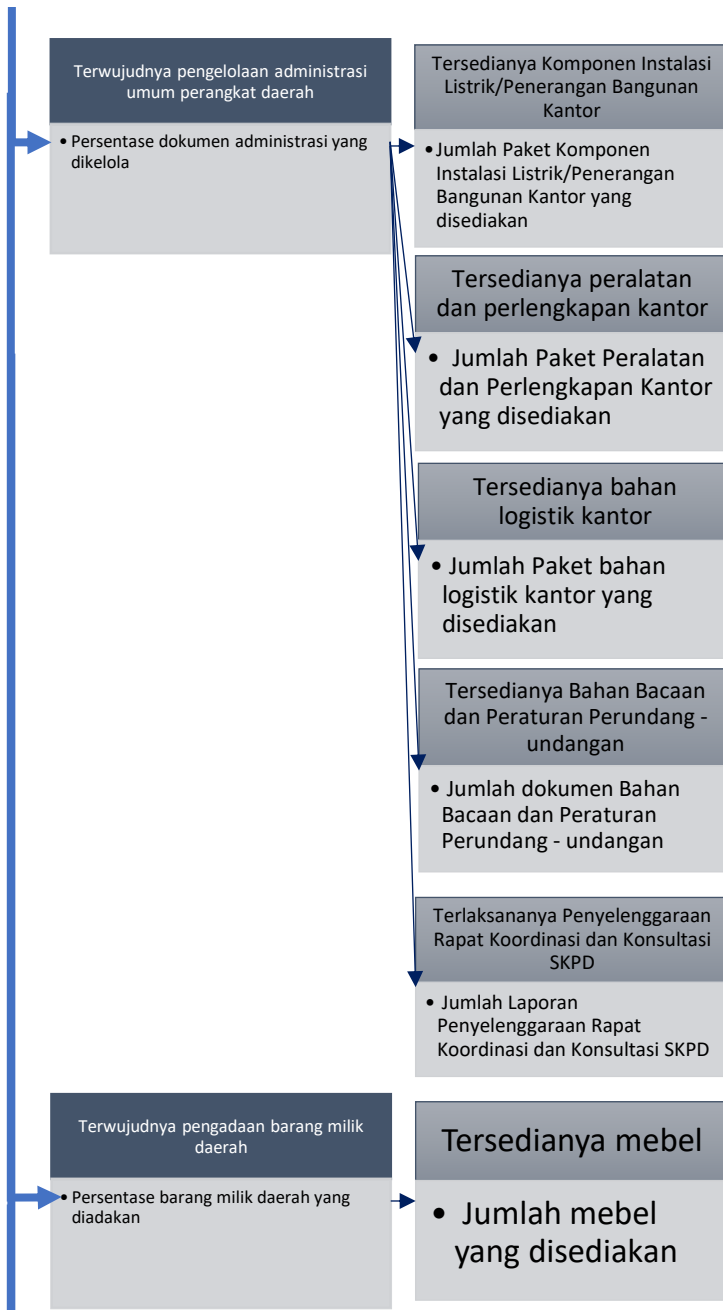 Terwujudnya pengelolaan administrasi
umum perangkat daerah
• Persentase dokumen administrasi yang
dikelola
Tersedianya Komponen Instalasi
Listrik/Penerangan Bangunan
Kantor
• Jumlah Paket Komponen
Instalasi Listrik/Penerangan
Bangunan Kantor yang
disediakan
Tersedianya peralatan
dan perlengkapan kantor
• Jumlah Paket Peralatan
dan Perlengkapan Kantor
yang disediakan
Tersedianya bahan
logistik kantor
• Jumlah Paket bahan
logistik kantor yang
disediakan
Tersedianya Bahan Bacaan
dan Peraturan Perundang -
undangan
• Jumlah dokumen Bahan
Bacaan dan Peraturan
Perundang - undangan
Terlaksananya Penyelenggaraan
Rapat Koordinasi dan Konsultasi
SKPD
• Jumlah Laporan
Penyelenggaraan Rapat
Koordinasi dan Konsultasi SKPD
Terwujudnya pengadaan barang milik
daerah
• Persentase barang milik daerah yang
diadakan
Tersedianya mebel
• Jumlah mebel
yang disediakan